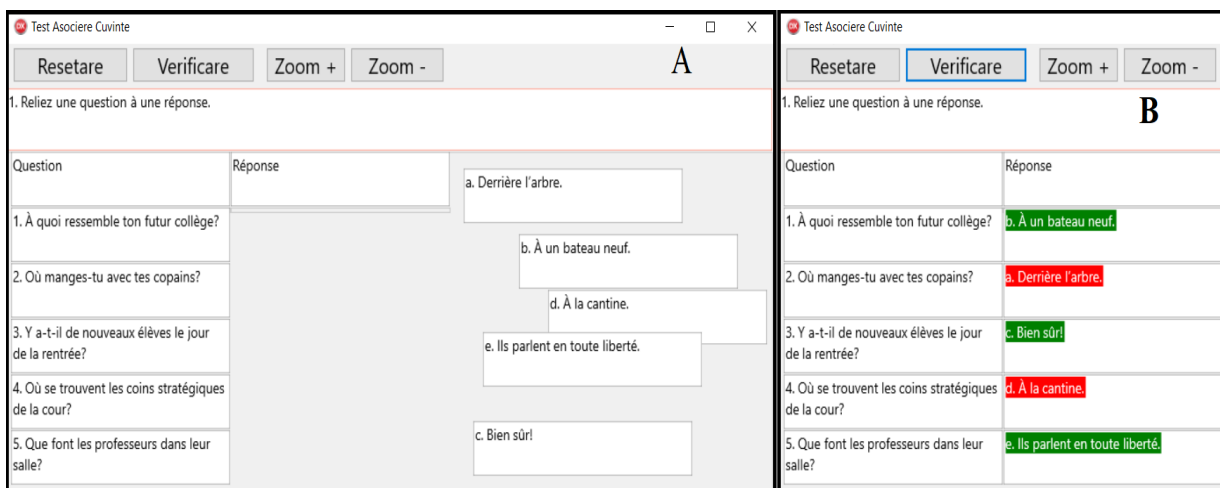 Test Asociere Cuvinte
Resetare Verificare Zoom + Zoom -
A
1. Reliez une question à une réponse.
Question Réponse
a. Derrière l'arbre.
1. À quoi ressemble ton futur collège?
b. À un bateau neuf.
2. Où manges-tu avec tes copains?
d. À la cantine.
3. Y a-t-il de nouveaux élèves le jour
de la rentrée?
e. Ils parlent en toute liberté.
4. Où se trouvent les coins stratégiques
de la cour?
c. Bien sûr!
5. Que font les professeurs dans leur
salle?
Test Asociere Cuvinte
Resetare Verificare Zoom + Zoom -
1. Reliez une question à une réponse.
B
Question Réponse
1. À quoi ressemble ton futur collège? b. À un bateau neuf.
2. Où manges-tu avec tes copains? a. Derrière l'arbre.
3. Y a-t-il de nouveaux élèves le jour c. Bien sûr!
de la rentrée?
4. Où se trouvent les coins stratégiques d. À la cantine.
de la cour?
5. Que font les professeurs dans leur e. Ils parlent en toute liberté.
salle?